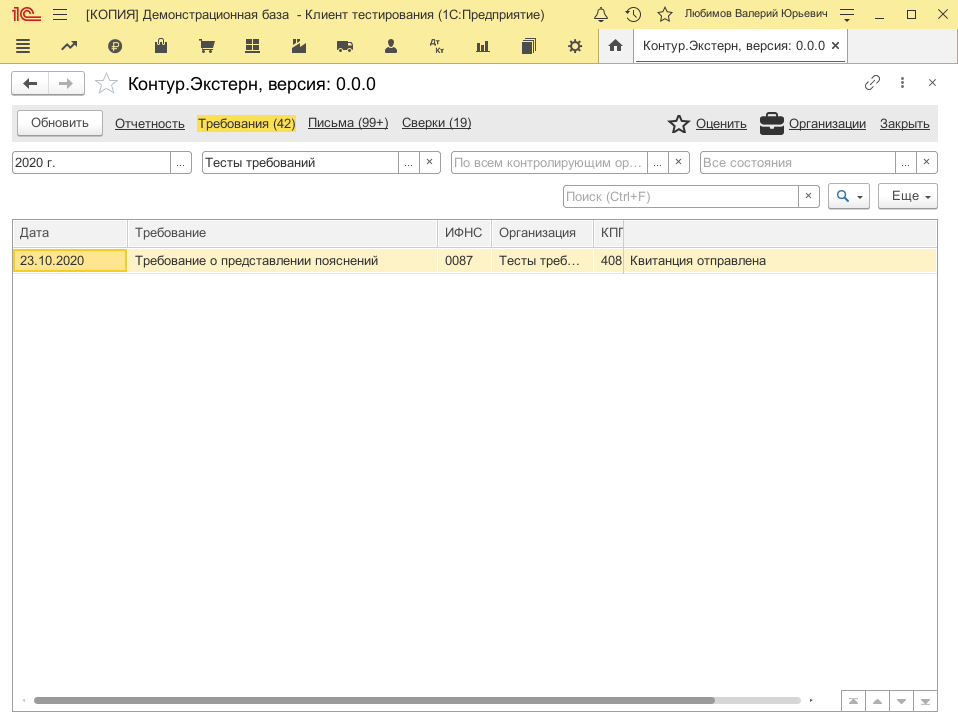 1С [КОПИЯ] Демонстрационная база - Клиент тестирования (1С:Предприятие) Любимов Валерий Юрьевич
Дт Кт Контур.Экстерн, версия: 0.0.0 ×
Контур.Экстерн, версия: 0.0.0
Обновить Отчетность Требования (42) Письма (99+) Сверки (19) Оценить Организации Закрыть
2020 г. ... Тесты требований ... × По всем контролирующим ор... ... × Все состояния ... ×
Поиск (Ctrl+F) × Еще
Дата Требование ИФНС Организация КПП
23.10.2020 Требование о представлении пояснений 0087 Тесты треб... 408 Квитанция отправлена